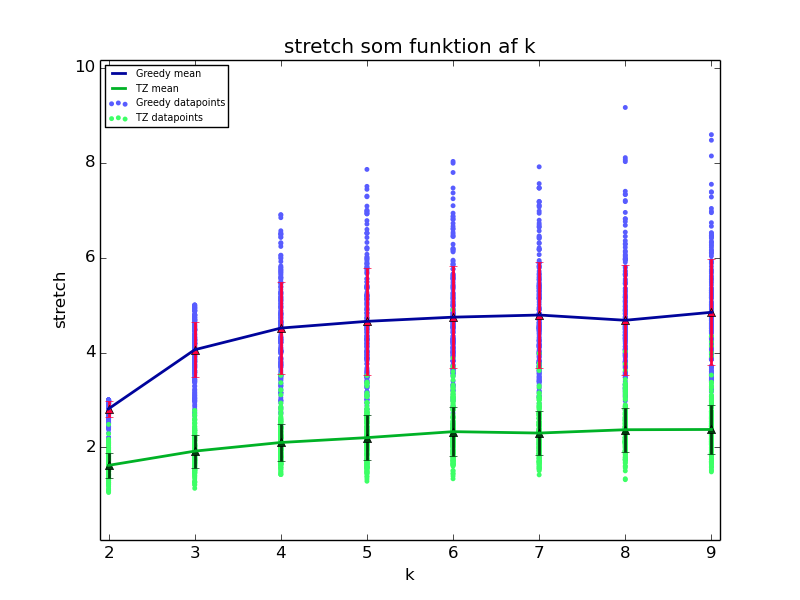 stretch som funktion af k
Greedy mean
TZ mean
Greedy datapoints
TZ datapoints
10
8
6
4
2
stretch
2 3 4 5 6 7 8 9
k